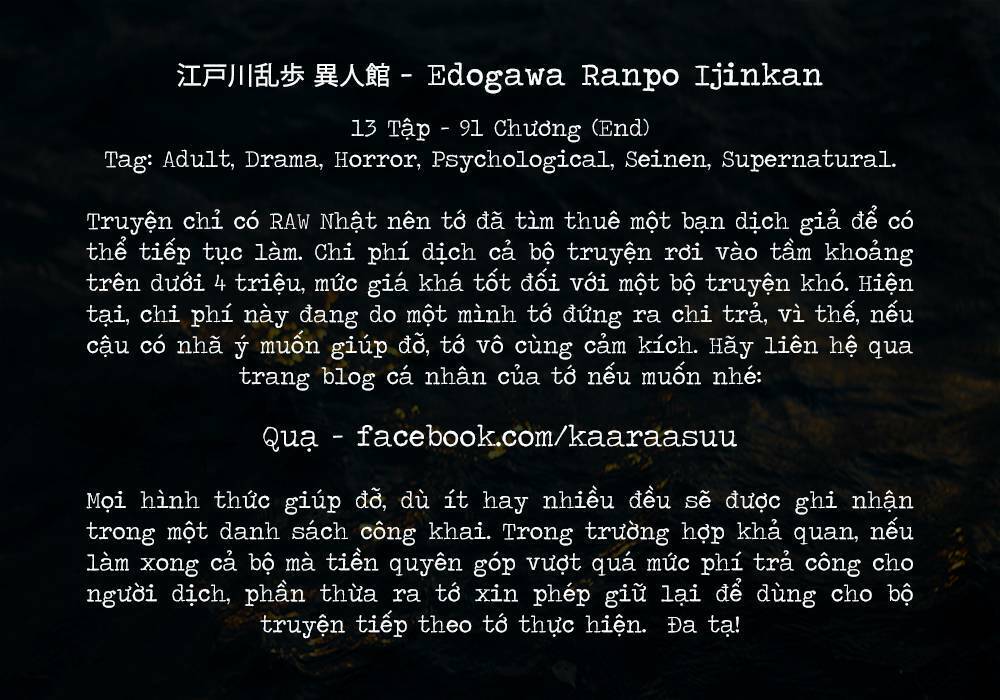 江戸川乱歩 異人館 - Edogawa Ranpo Ijinkan
13 Tập - 91 Chương (End)
Tag: Adult, Drama, Horror, Psychological, Seinen, Supernatural.
Truyện chỉ có RAW Nhật nên tớ đã tìm thuê một bạn dịch giả để có
thể tiếp tục làm. Chi phí dịch cả bộ truyện rơi vào tầm khoảng
trên dưới 4 triệu, mức giá khá tốt đối với một bộ truyện khó. Hiện
tại, chi phí này đang do một mình tớ đứng ra chi trả, vì thế, nếu
cậu có nhã ý muốn giúp đỡ, tớ vô cùng cảm kích. Hãy liên hệ qua
trang blog cá nhân của tớ nếu muốn nhé:
Quạ - facebook.com/kaaraasuu
Mọi hình thức giúp đỡ, dù ít hay nhiều đều sẽ được ghi nhận
trong một danh sách công khai. Trong trường hợp khả quan, nếu
làm xong cả bộ mà tiền quyên góp vượt qua mức phí trả công cho
người dịch, phần thừa ra tớ xin phép giữ lại để dùng cho bộ
truyện tiếp theo tớ thực hiện. Đa tạ!